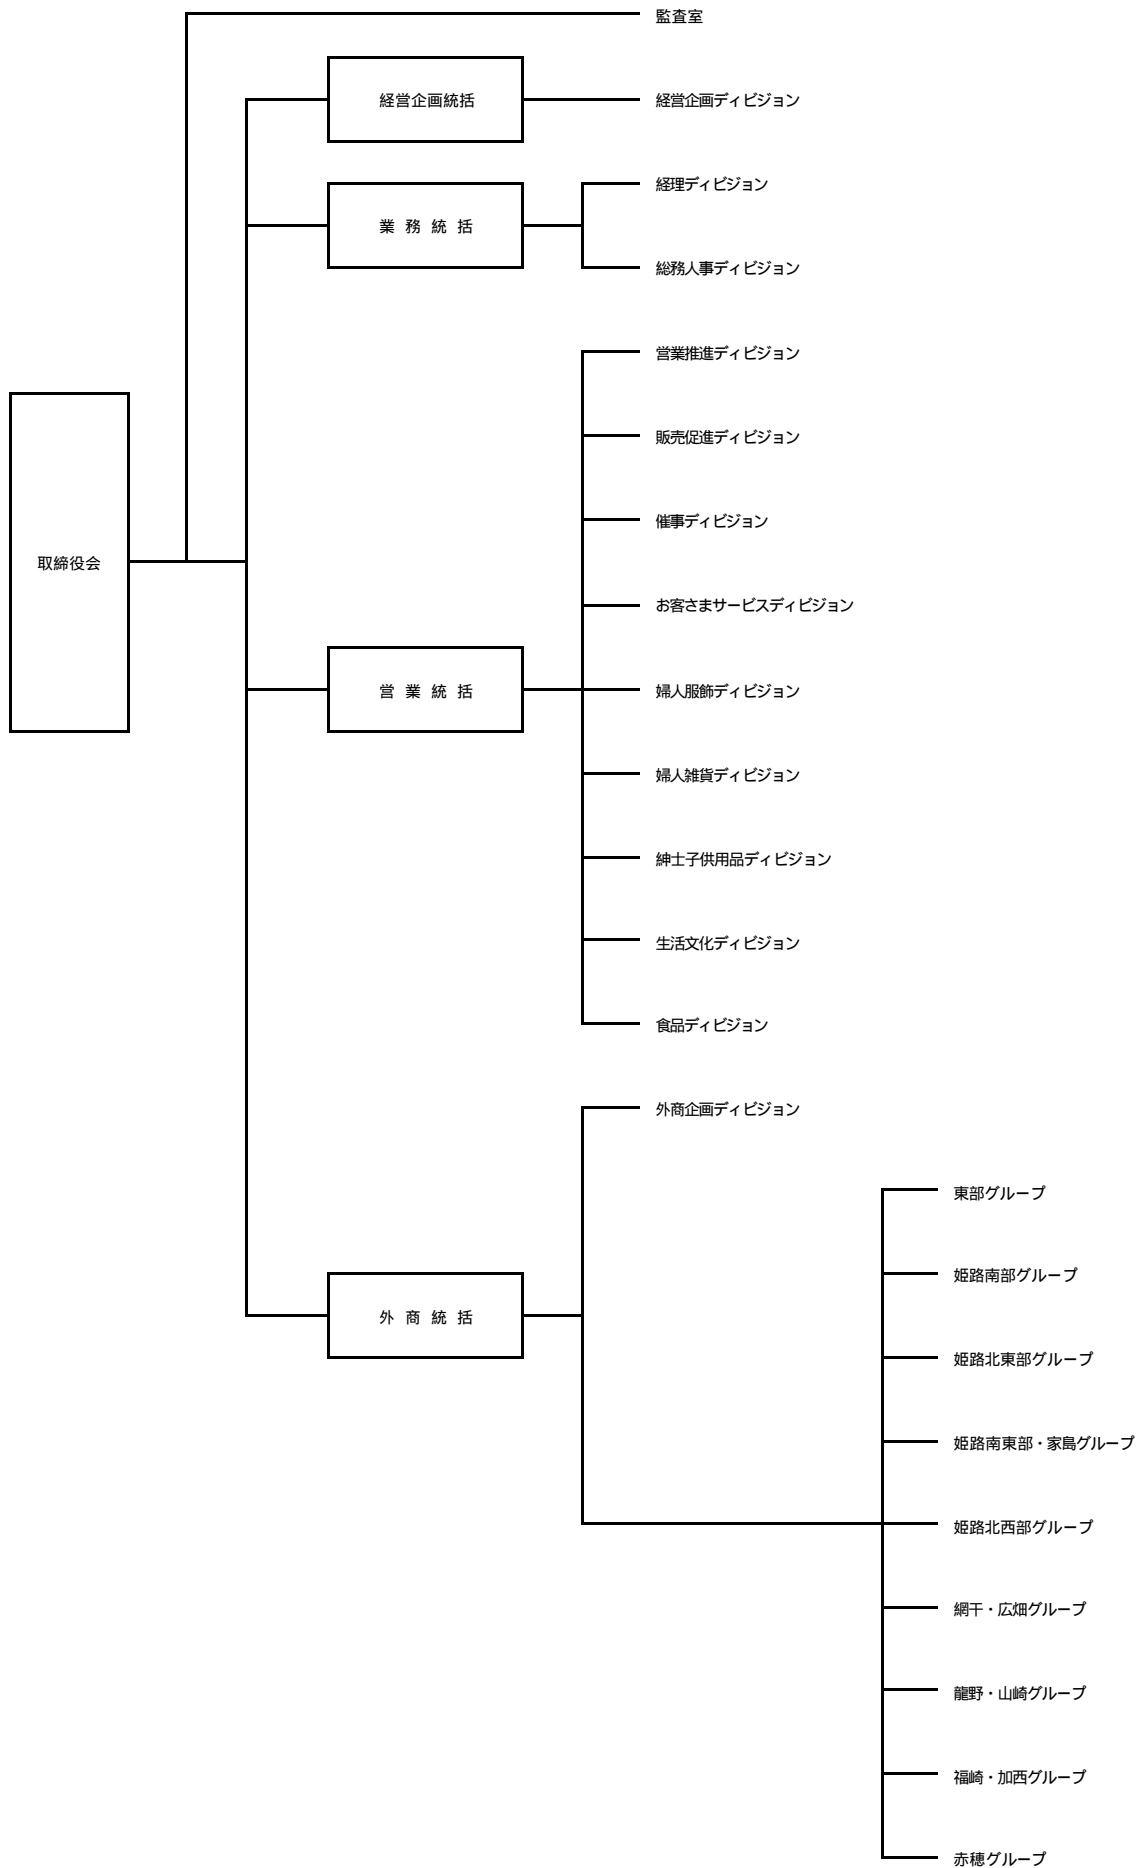 監査室
経営企画統括
経営企画ディビジョン
業務統括
経理ディビジョン
総務人事ディビジョン
取締役会
営業統括
営業推進ディビジョン
販売促進ディビジョン
催事ディビジョン
お客さまサービスディビジョン
婦人服飾ディビジョン
婦人雑貨ディビジョン
紳士子供用品ディビジョン
生活文化ディビジョン
食品ディビジョン
外商統括
外商企画ディビジョン
東部グループ
姫路南部グループ
姫路北東部グループ
姫路南東部・家島グループ
姫路北西部グループ
網干・広畑グループ
龍野・山崎グループ
福崎・加西グループ
赤穂グループ